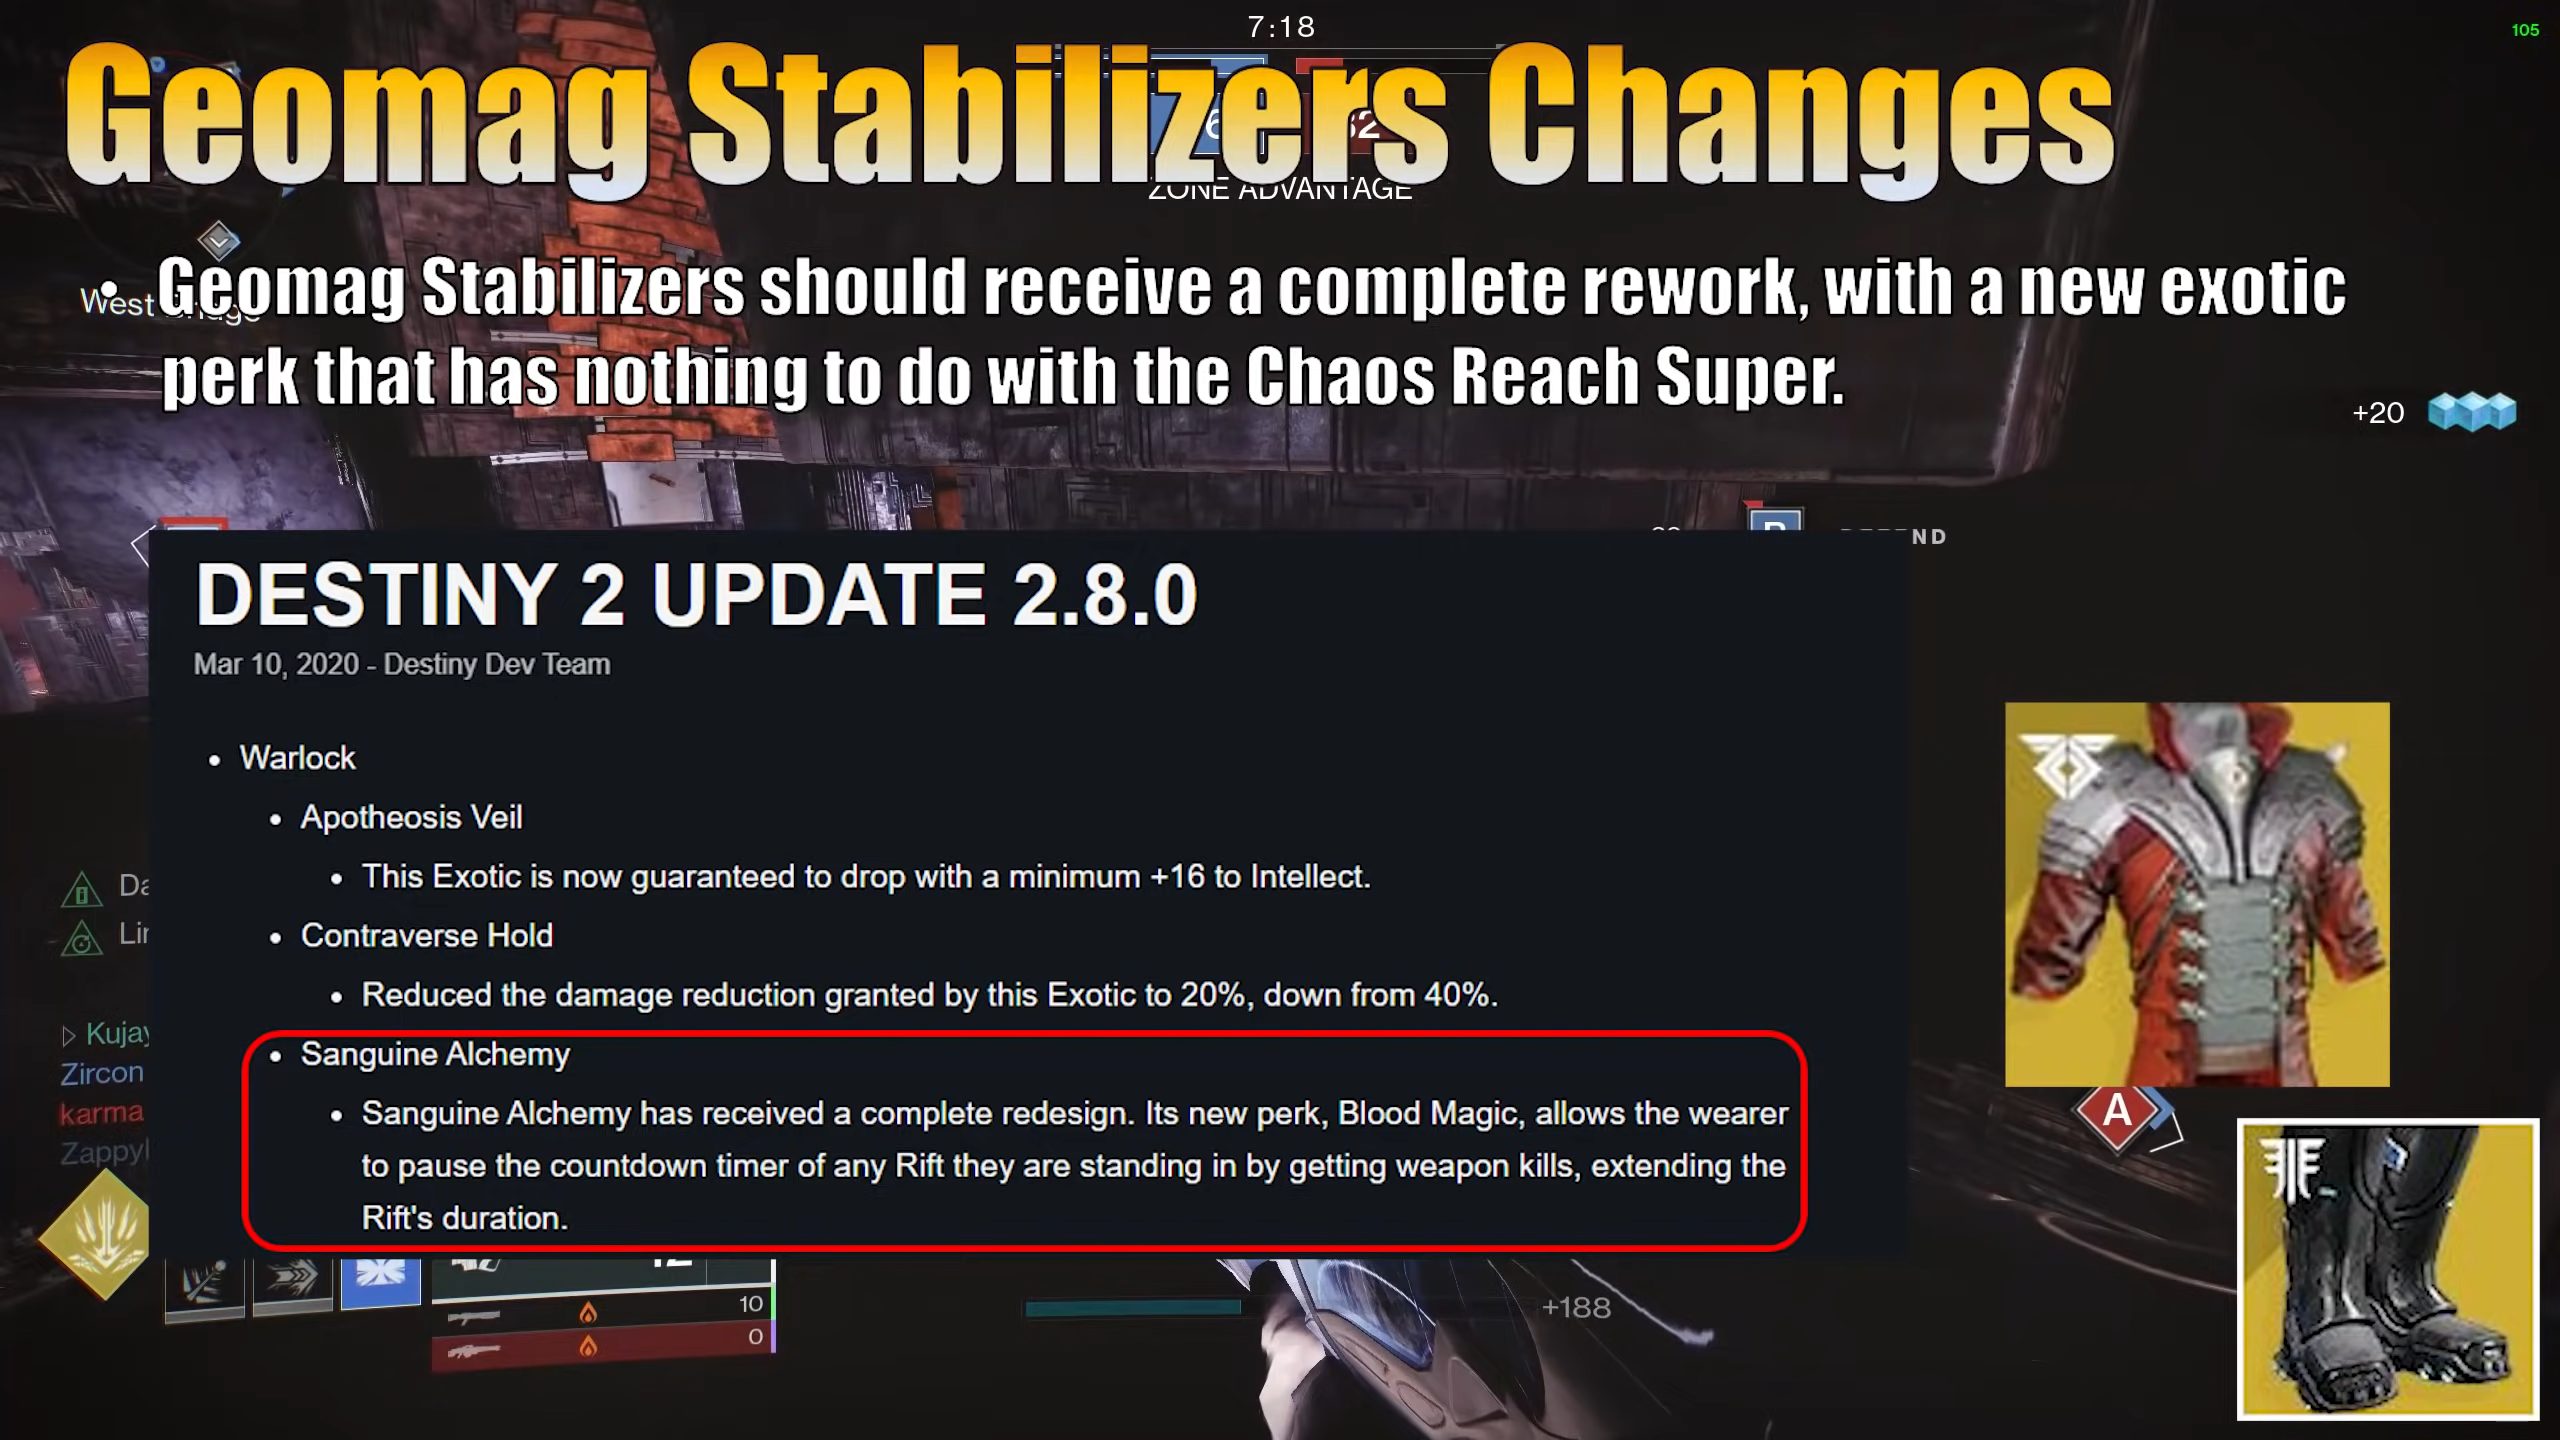 7:18
105
Geomag Stabilizers Changes
ZONE ADVANTAGE
• Geomag Stabilizers should receive a complete rework, with a new exotic
perk that has nothing to do with the Chaos Reach Super.
West
+20
DESTINY 2 UPDATE 2.8.0
Mar 10, 2020 - Destiny Dev Team
• Warlock
• Apotheosis Veil
• This Exotic is now guaranteed to drop with a minimum +16 to Intellect.
• Contraverse Hold
• Reduced the damage reduction granted by this Exotic to 20%, down from 40%.
• Sanguine Alchemy
• Sanguine Alchemy has received a complete redesign. Its new perk, Blood Magic, allows the wearer
to pause the countdown timer of any Rift they are standing in by getting weapon kills, extending the
Rift's duration.
Kujay
Zircon
karma
A
10
0
+188